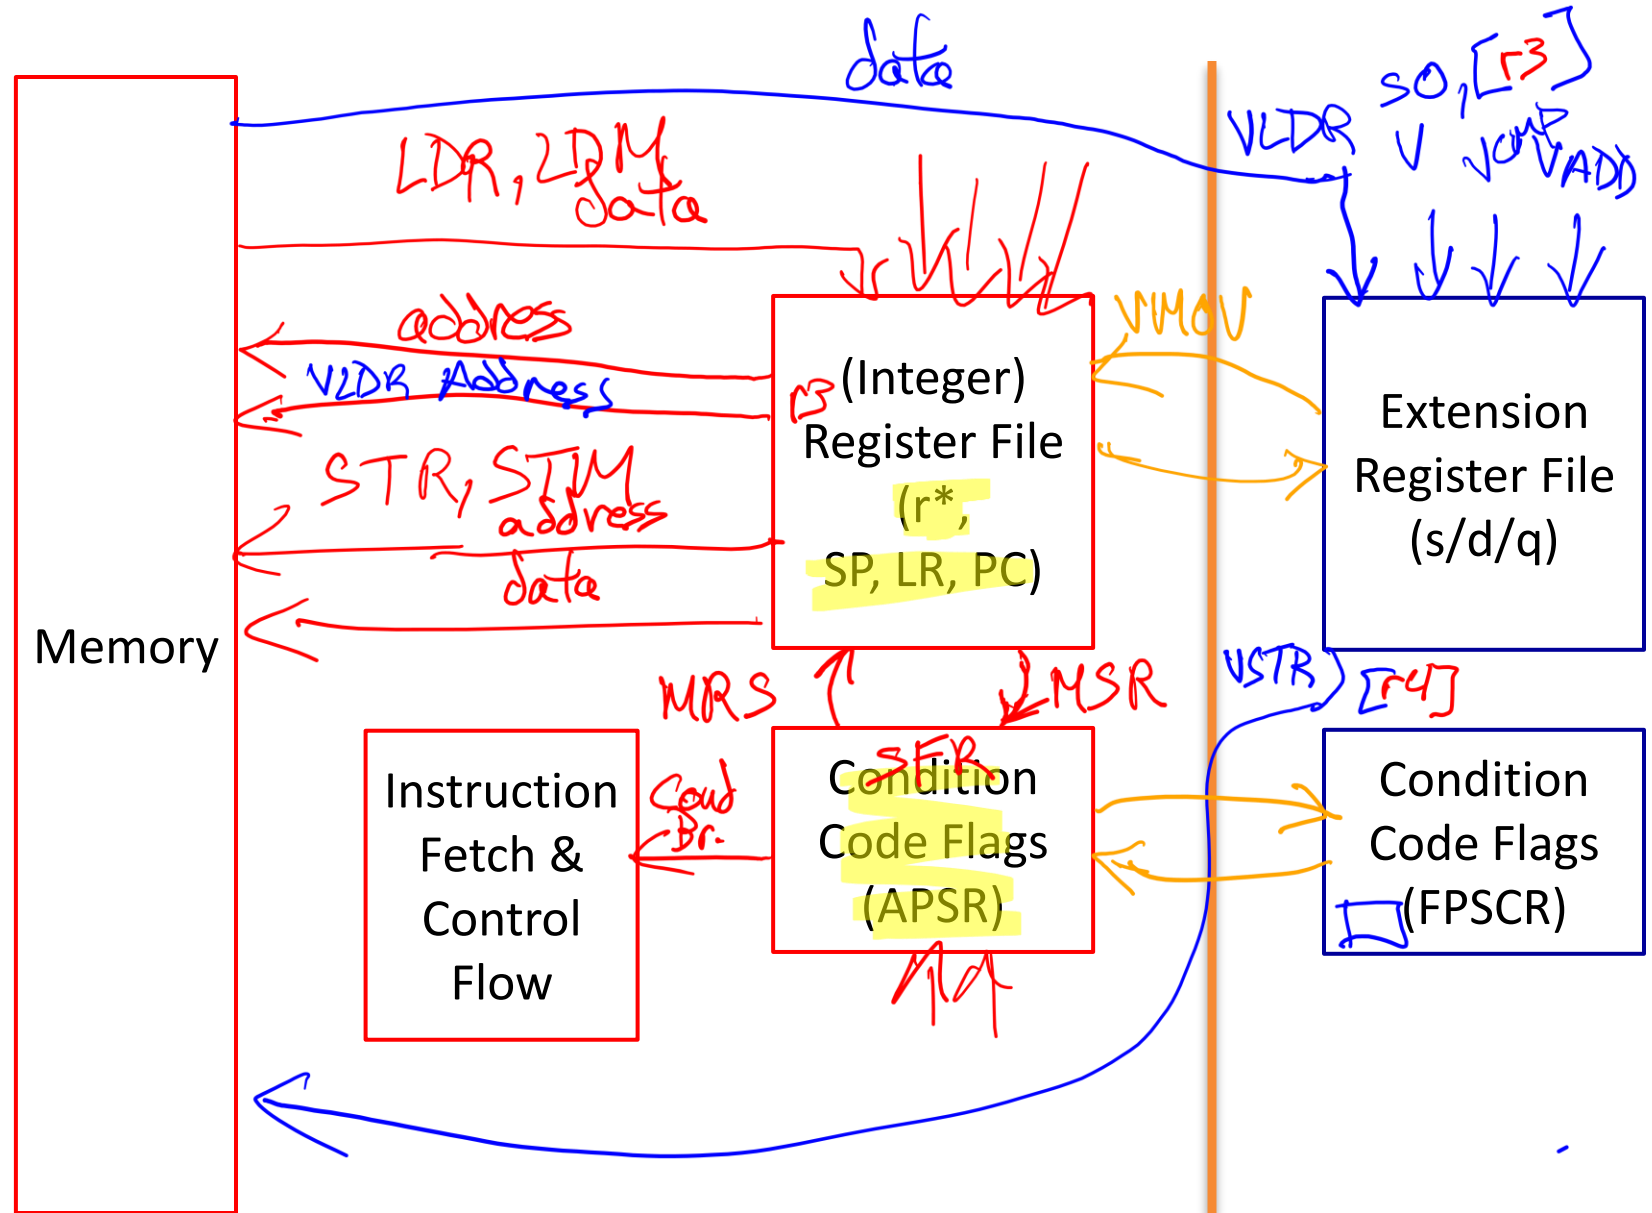 data
s0,[r3]
VLDR V VCMP VADD
LDR, LDM
data
address
VLDR Address
STR, STM
address
data
Memory
r3
(Integer)
Register File
(r*,
SP, LR, PC)
VMOV
Extension
Register File
(s/d/q)
MRS
MSR
VSTR
[r4]
Instruction
Fetch &
Control
Flow
Cond
Br.
SFR
Condition
Code Flags
(APSR)
Condition
Code Flags
(FPSCR)